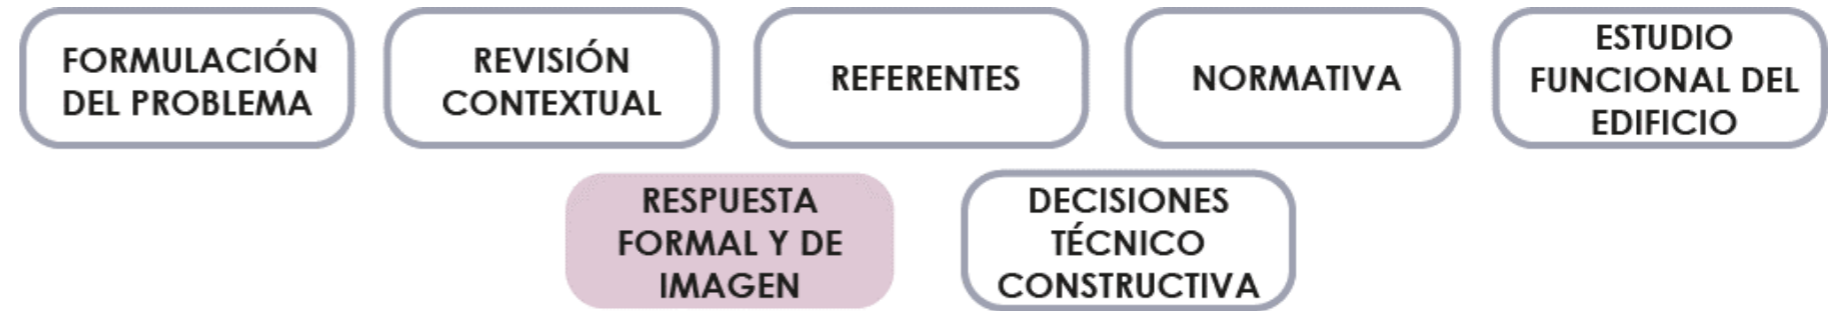 FORMULACIÓN
DEL PROBLEMA
REVISIÓN
CONTEXTUAL
REFERENTES
NORMATIVA
ESTUDIO
FUNCIONAL DEL
EDIFICIO
RESPUESTA
FORMAL Y DE
IMAGEN
DECISIONES
TÉCNICO
CONSTRUCTIVA